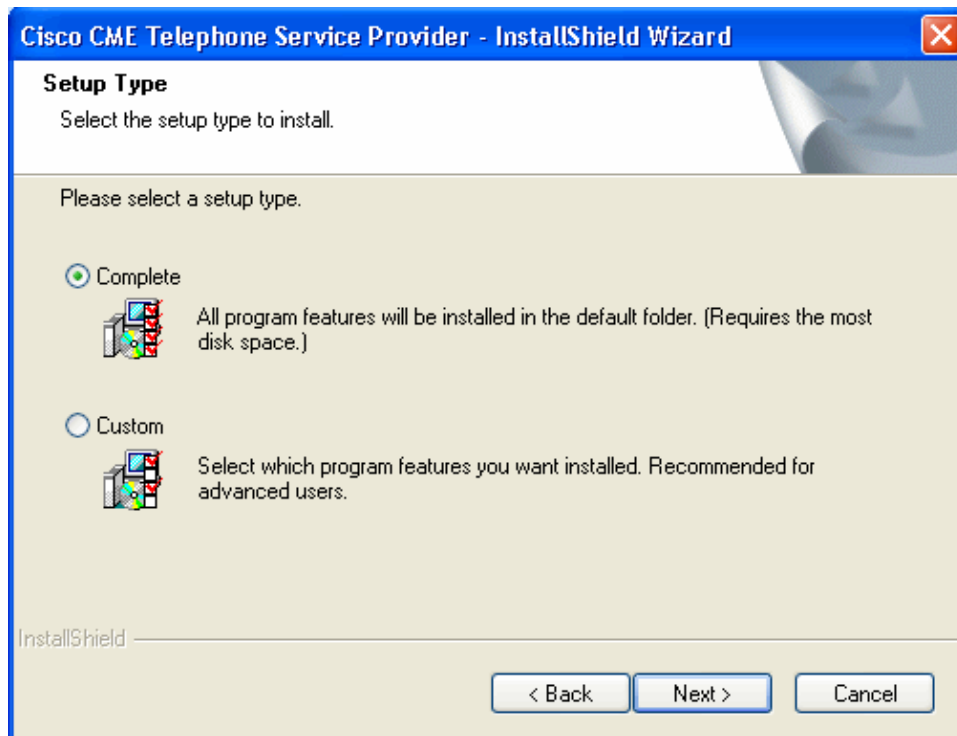 Cisco CME Telephone Service Provider - InstallShield Wizard
Setup Type
Select the setup type to install.
Please select a setup type.
Complete
All program features will be installed in the default folder. (Requires the most
disk space.)
Custom
Select which program features you want installed. Recommended for
advanced users.
InstallShield
< Back
Next >
Cancel